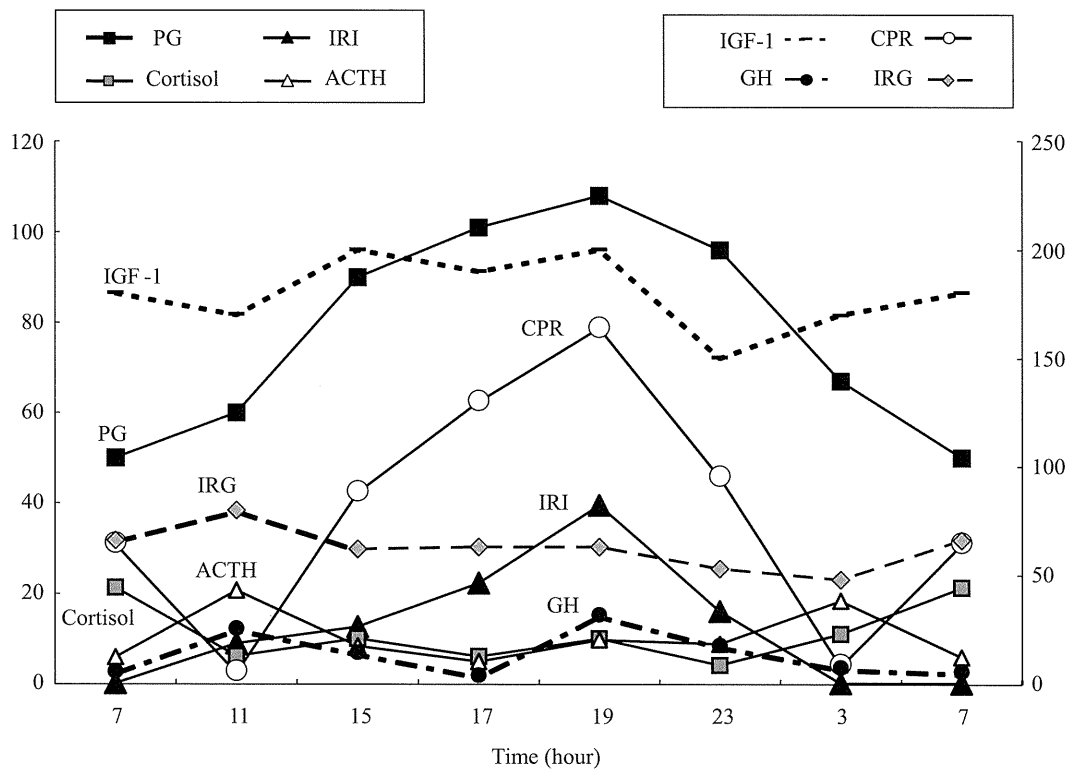 PG IRI
Cortisol ACTH
IGF-1 CPR
GH IRG
120
100
80
60
40
20
0
250
200
150
100
50
0
IGF-1
CPR
PG
IRG
IRI
ACTH
GH
Cortisol
7 11 15 17 19 23 3 7
Time (hour)